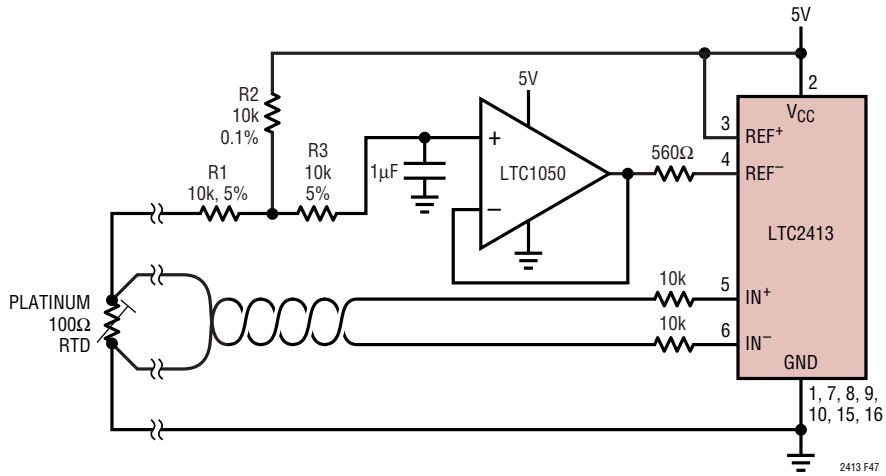 5V
2
VCC
R2
10k
0.1%
5V
3
REF+
560Ω
4
REF−
R1
10k, 5%
R3
10k
5%
1µF
+
−
LTC1050
LTC2413
PLATINUM
100Ω
RTD
10k
5
IN+
10k
6
IN−
GND
1, 7, 8, 9,
10, 15, 16
2413 F47